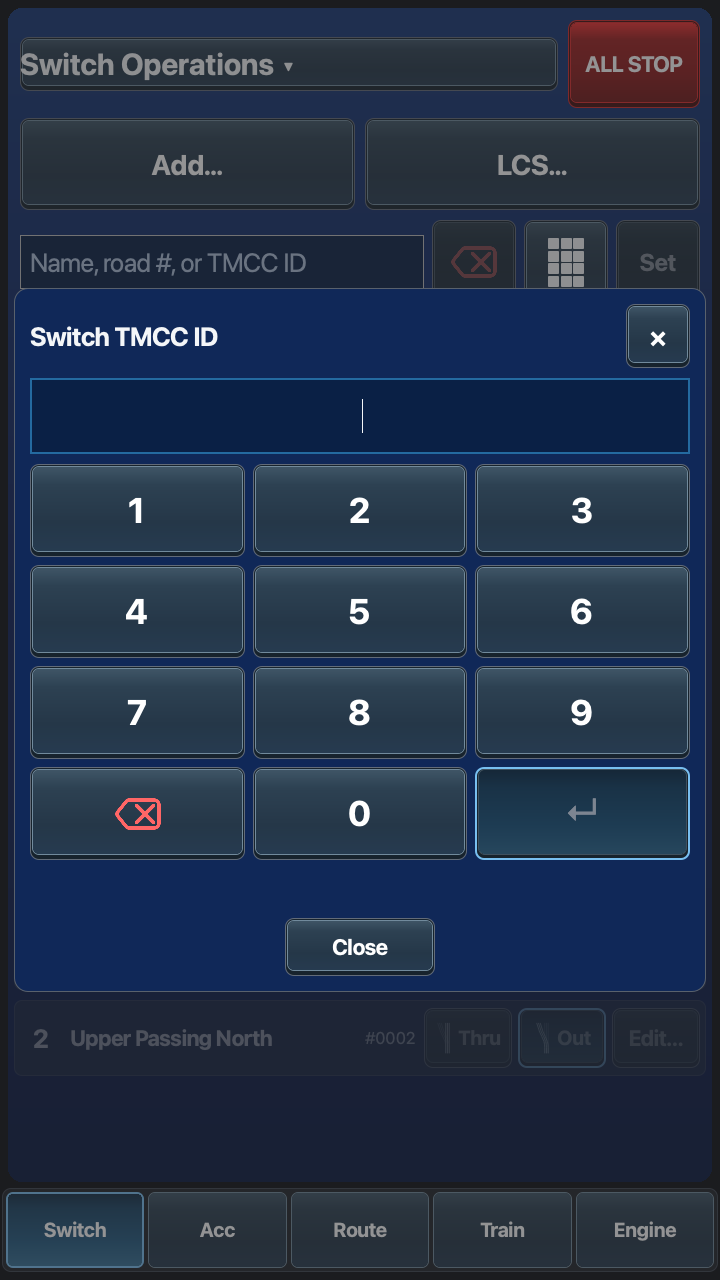 Switch Operations ▾
ALL STOP
Add...
LCS...
Name, road #, or TMCC ID
Set
Switch TMCC ID
×
1 2 3
4 5 6
7 8 9
0
Close
2 Upper Passing North #0002 Thru Out Edit...
Switch Acc Route Train Engine